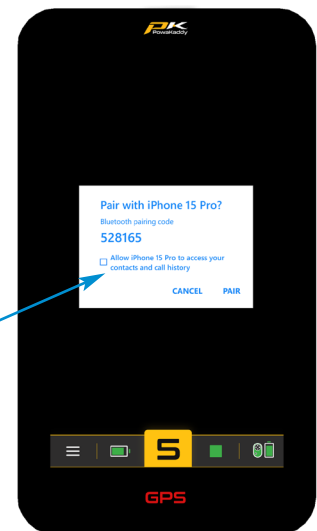 PK
PowaKaddy
Pair with iPhone 15 Pro?
Bluetooth pairing code
528165
Allow iPhone 15 Pro to access your
contacts and call history
CANCEL PAIR
5
GPS